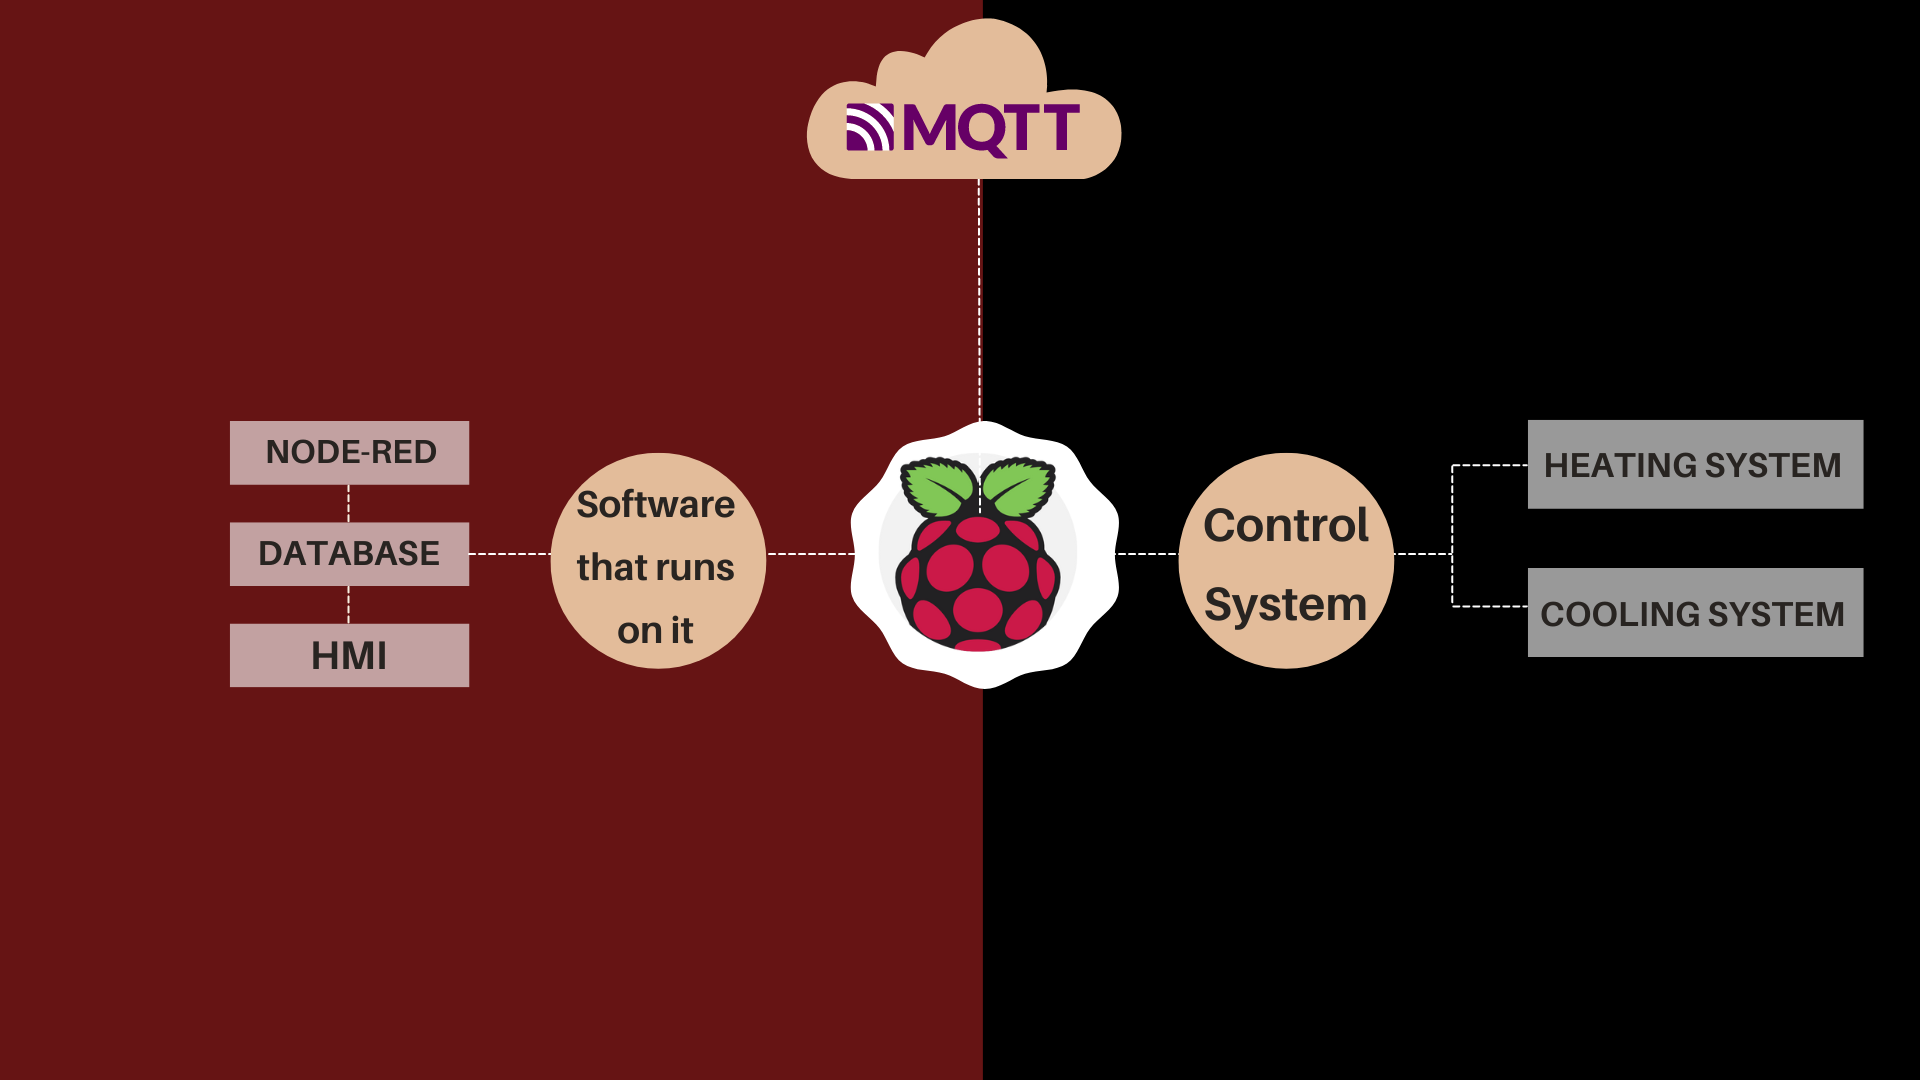 MQTT
NODE-RED
DATABASE
HMI
Software
that runs
on it
Control
System
HEATING SYSTEM
COOLING SYSTEM